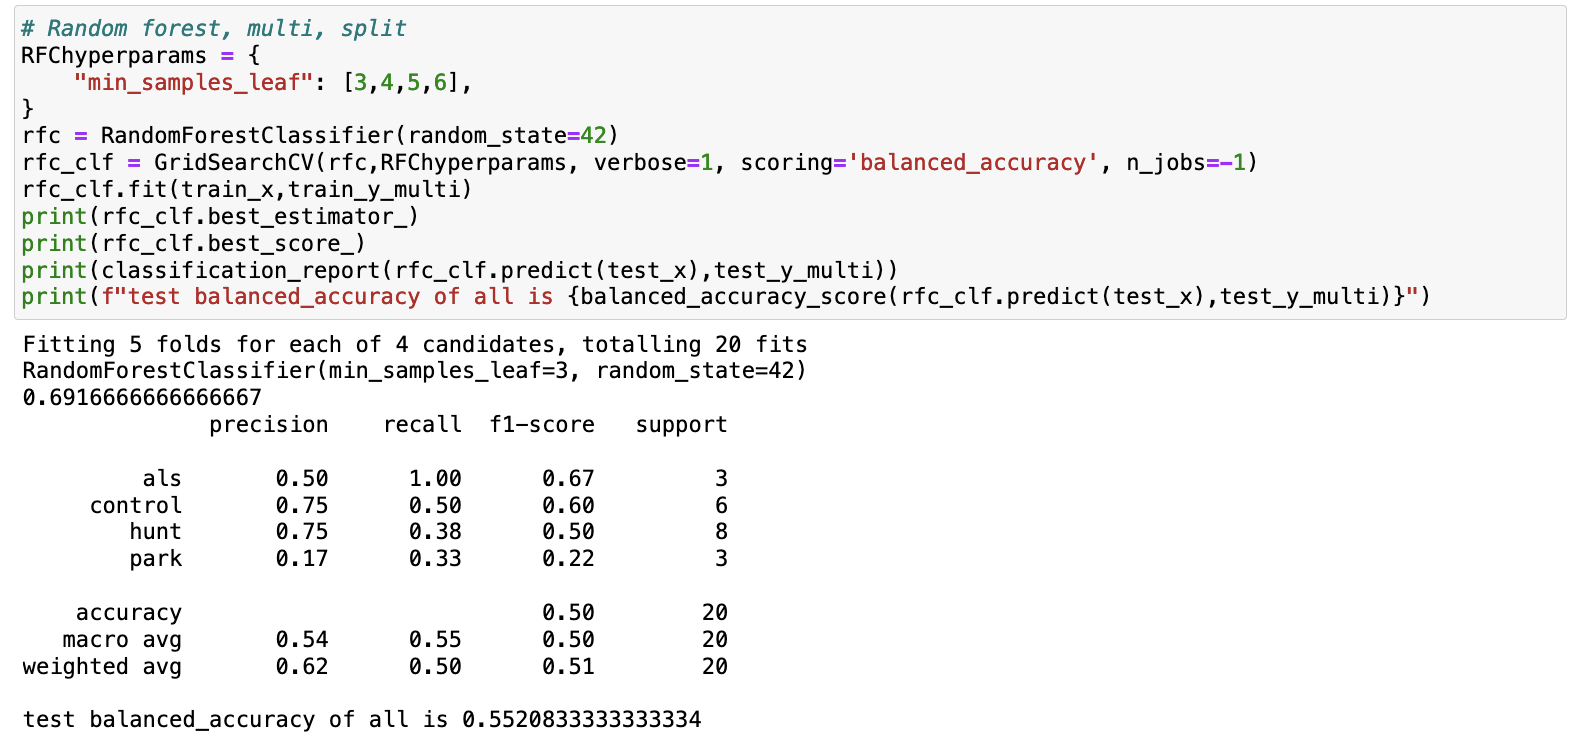 # Random forest, multi, split
RFChyperparams = {
    "min_samples_leaf": [3,4,5,6],
}
rfc = RandomForestClassifier(random_state=42)
rfc_clf = GridSearchCV(rfc,RFChyperparams, verbose=1, scoring='balanced_accuracy', n_jobs=-1)
rfc_clf.fit(train_x,train_y_multi)
print(rfc_clf.best_estimator_)
print(rfc_clf.best_score_)
print(classification_report(rfc_clf.predict(test_x),test_y_multi))
print(f"test balanced_accuracy of all is {balanced_accuracy_score(rfc_clf.predict(test_x),test_y_multi)}")
Fitting 5 folds for each of 4 candidates, totalling 20 fits
RandomForestClassifier(min_samples_leaf=3, random_state=42)
0.6916666666666667
              precision    recall  f1-score   support
         als       0.50      1.00      0.67         3
     control       0.75      0.50      0.60         6
        hunt       0.75      0.38      0.50         8
        park       0.17      0.33      0.22         3
    accuracy                           0.50        20
   macro avg       0.54      0.55      0.50        20
weighted avg       0.62      0.50      0.51        20
test balanced_accuracy of all is 0.5520833333333334